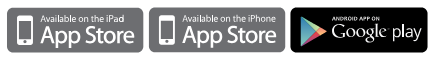 Available on the iPad
App Store
Available on the iPhone
App Store
ANDROID APP ON
Google play